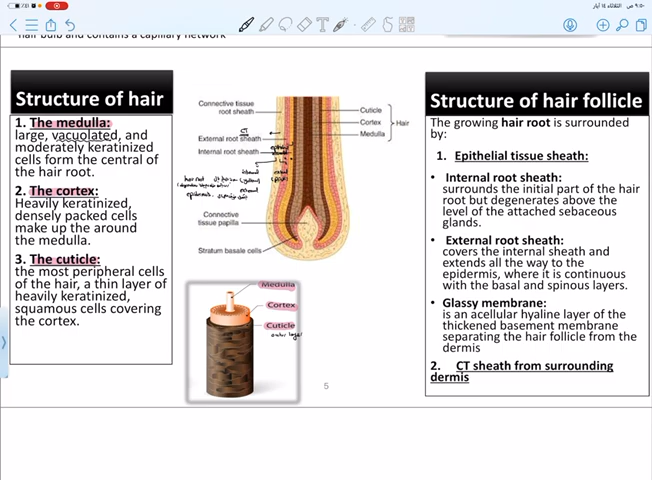 hair bulb and contains a capillary network
Structure of hair
1. The medulla:
large, vacuolated, and
moderately keratinized
cells form the central of
the hair root.
2. The cortex:
Heavily keratinized,
densely packed cells
make up the around
the medulla.
3. The cuticle:
the most peripheral cells
of the hair, a thin layer of
heavily keratinized,
squamous cells covering
the cortex.
Connective tissue
root sheath
CT
External root sheath
Internal root sheath
Connective
tissue papilla
Stratum basale cells
Cuticle
Cortex
Medulla
Hair
Medulla
Cortex
Cuticle
outer layer
5
Structure of hair follicle
The growing hair root is surrounded
by:
1. Epithelial tissue sheath:
• Internal root sheath:
surrounds the initial part of the hair
root but degenerates above the
level of the attached sebaceous
glands.
• External root sheath:
covers the internal sheath and
extends all the way to the
epidermis, where it is continuous
with the basal and spinous layers.
• Glassy membrane:
is an acellular hyaline layer of the
thickened basement membrane
separating the hair follicle from the
dermis
2. CT sheath from surrounding
dermis